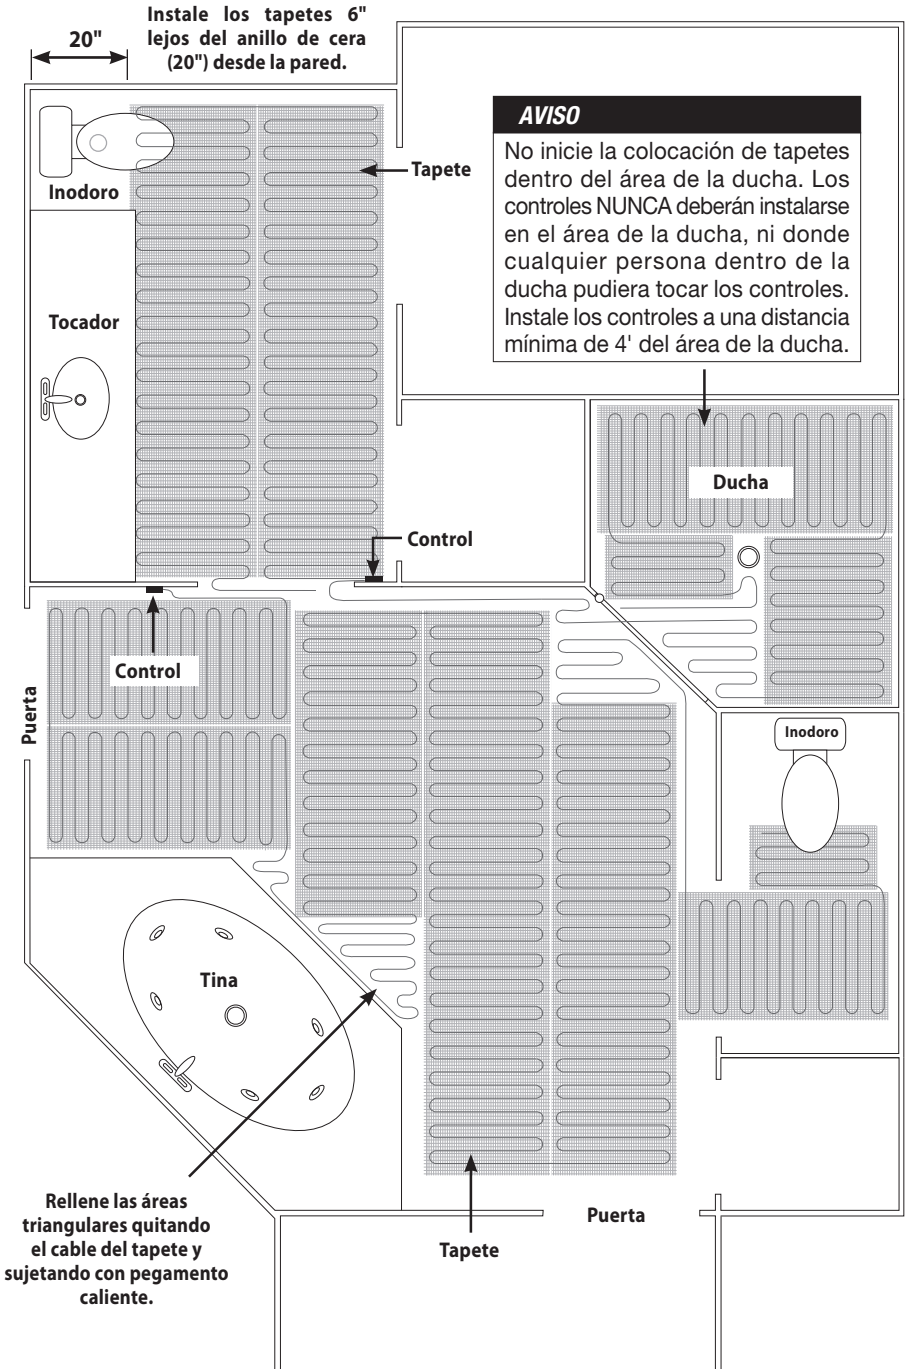 Instale los tapetes 6"
lejos del anillo de cera
(20") desde la pared.
20"
AVISO
No inicie la colocación de tapetes
dentro del área de la ducha. Los
controles NUNCA deberán instalarse
en el área de la ducha, ni donde
cualquier persona dentro de la
ducha pudiera tocar los controles.
Instale los controles a una distancia
mínima de 4' del área de la ducha.
Tapete
Inodoro
Tocador
Ducha
Control
Control
Puerta
Inodoro
Tina
Rellene las áreas
triangulares quitando
el cable del tapete y
sujetando con pegamento
caliente.
Puerta
Tapete